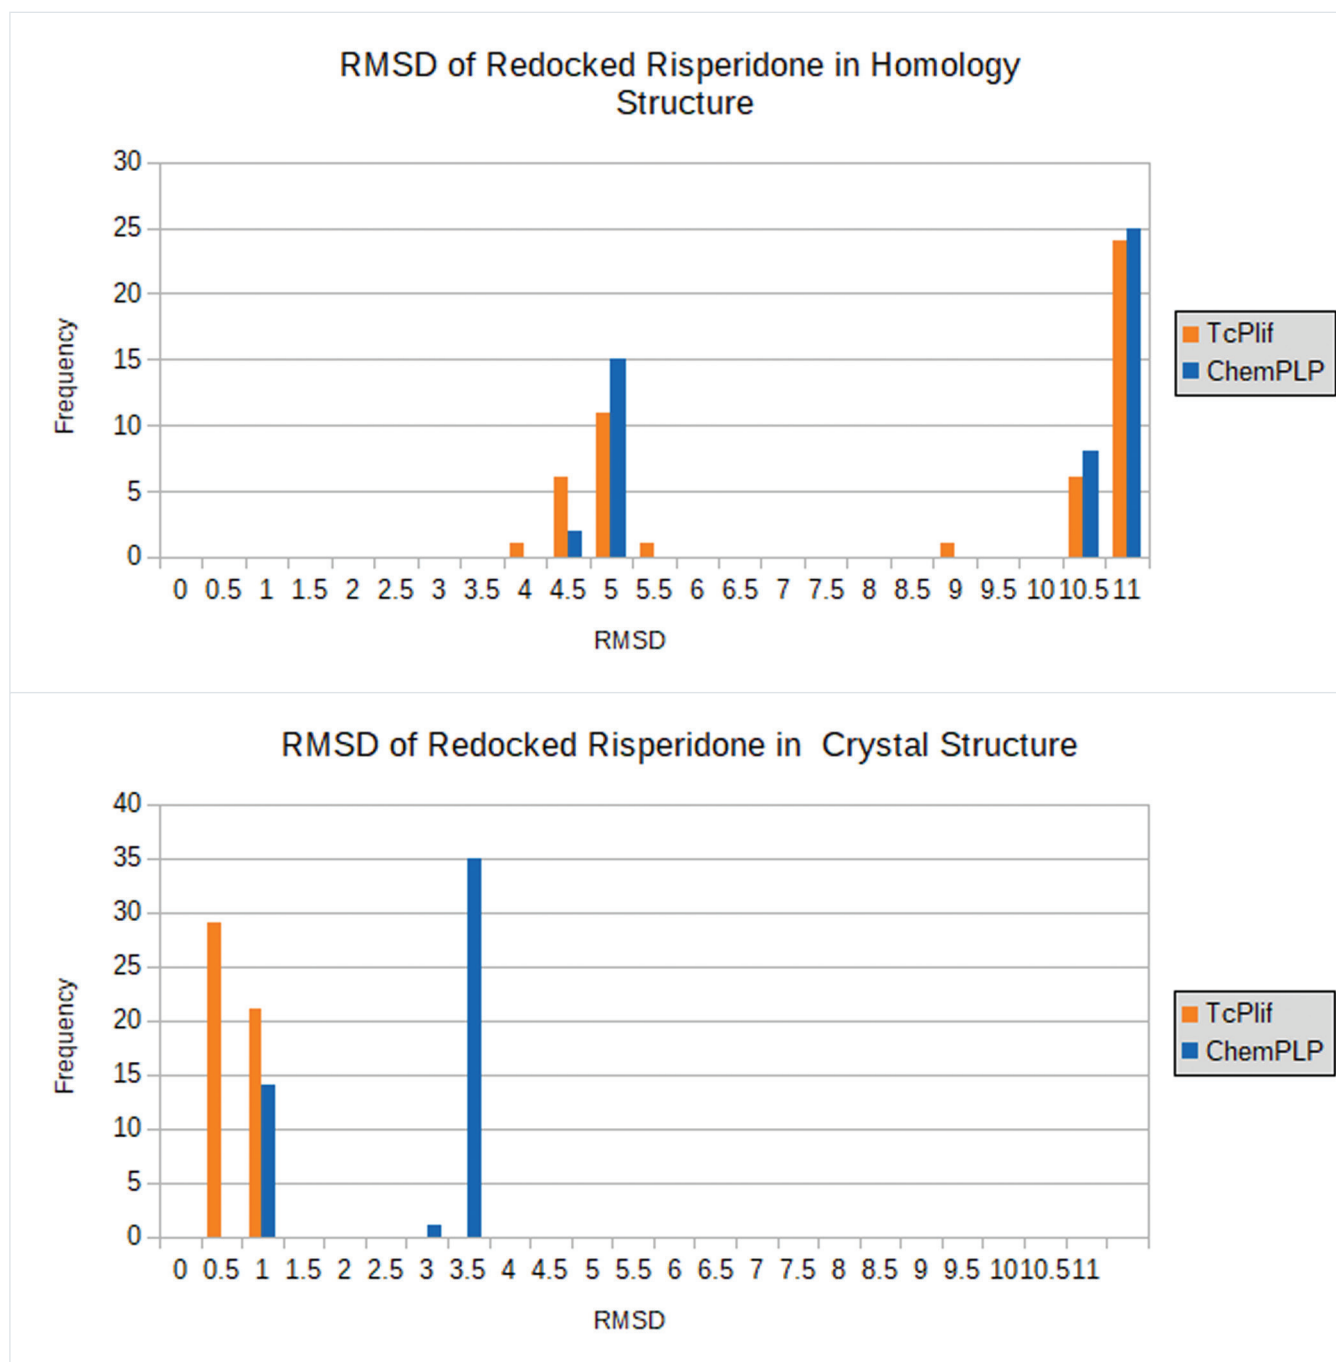 RMSD of Redocked Risperidone in Homology
Structure
30
25
20
15
10
5
0
Frequency
0 0.5 1 1.5 2 2.5 3 3.5 4 4.5 5 5.5 6 6.5 7 7.5 8 8.5 9 9.5 10 10.5 11
RMSD
TcPlif
ChemPLP
RMSD of Redocked Risperidone in  Crystal Structure
40
35
30
25
20
15
10
5
0
Frequency
0 0.5 1 1.5 2 2.5 3 3.5 4 4.5 5 5.5 6 6.5 7 7.5 8 8.5 9 9.5 10 10.5 11
RMSD
TcPlif
ChemPLP